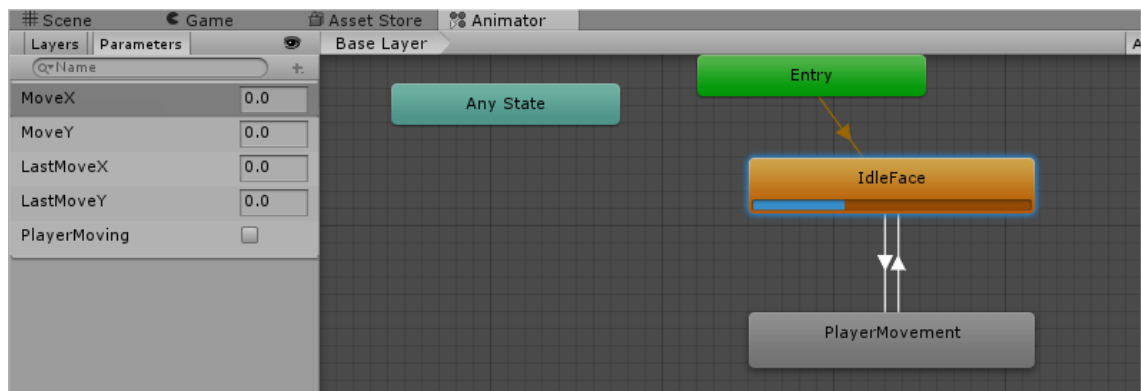 Scene Game Asset Store Animator
Layers Parameters Base Layer A
Name
MoveX 0.0
MoveY 0.0
LastMoveX 0.0
LastMoveY 0.0
PlayerMoving
Any State
Entry
IdleFace
PlayerMovement